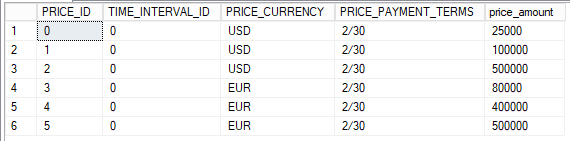 PRICE_ID TIME_INTERVAL_ID PRICE_CURRENCY PRICE_PAYMENT_TERMS price_amount
1 0 0 USD 2/30 25000
2 1 0 USD 2/30 100000
3 2 0 USD 2/30 500000
4 3 0 EUR 2/30 80000
5 4 0 EUR 2/30 400000
6 5 0 EUR 2/30 500000